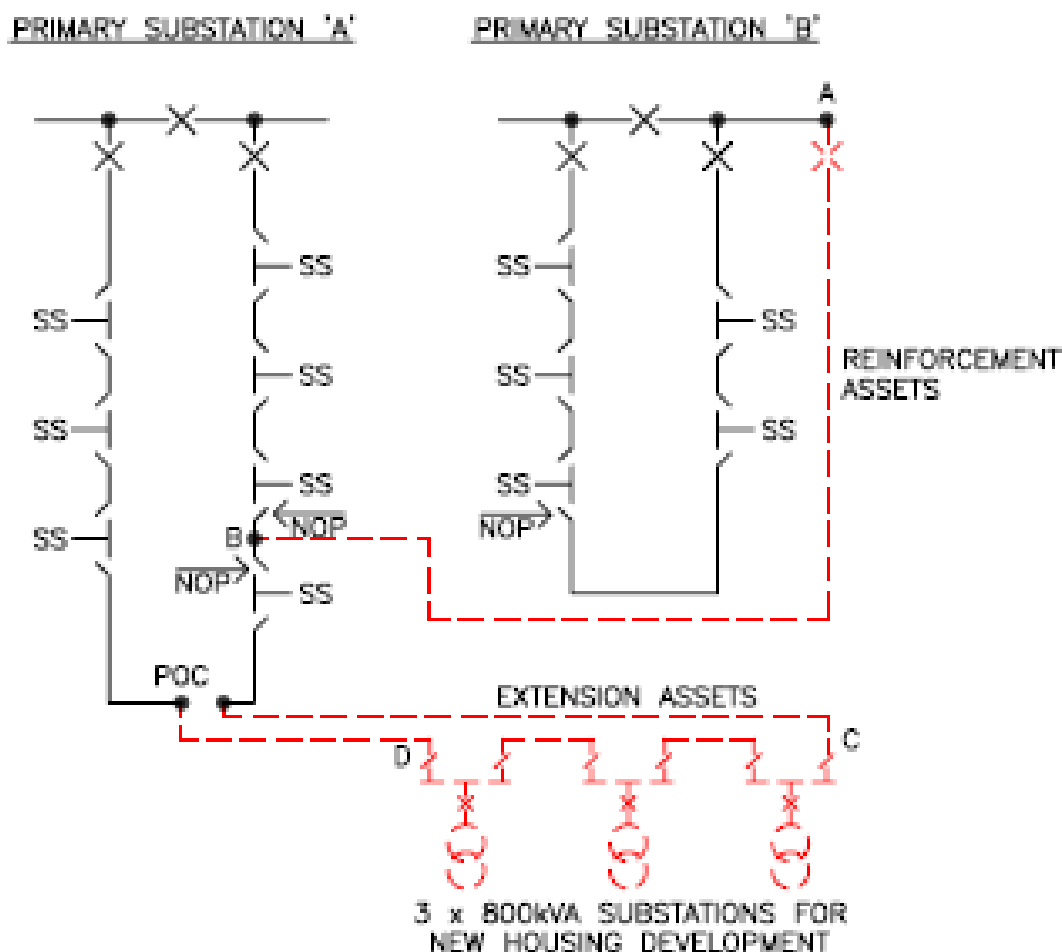 PRIMARY SUBSTATION 'A'
PRIMARY SUBSTATION 'B'
A
SS
SS
SS
SS
SS
SS
SS
SS
REINFORCEMENT
ASSETS
SS
SS
SS
SS
NOP
NOP
B
NOP
SS
POC
EXTENSION ASSETS
D
C
3 x 800kVA SUBSTATIONS FOR
NEW HOUSING DEVELOPMENT